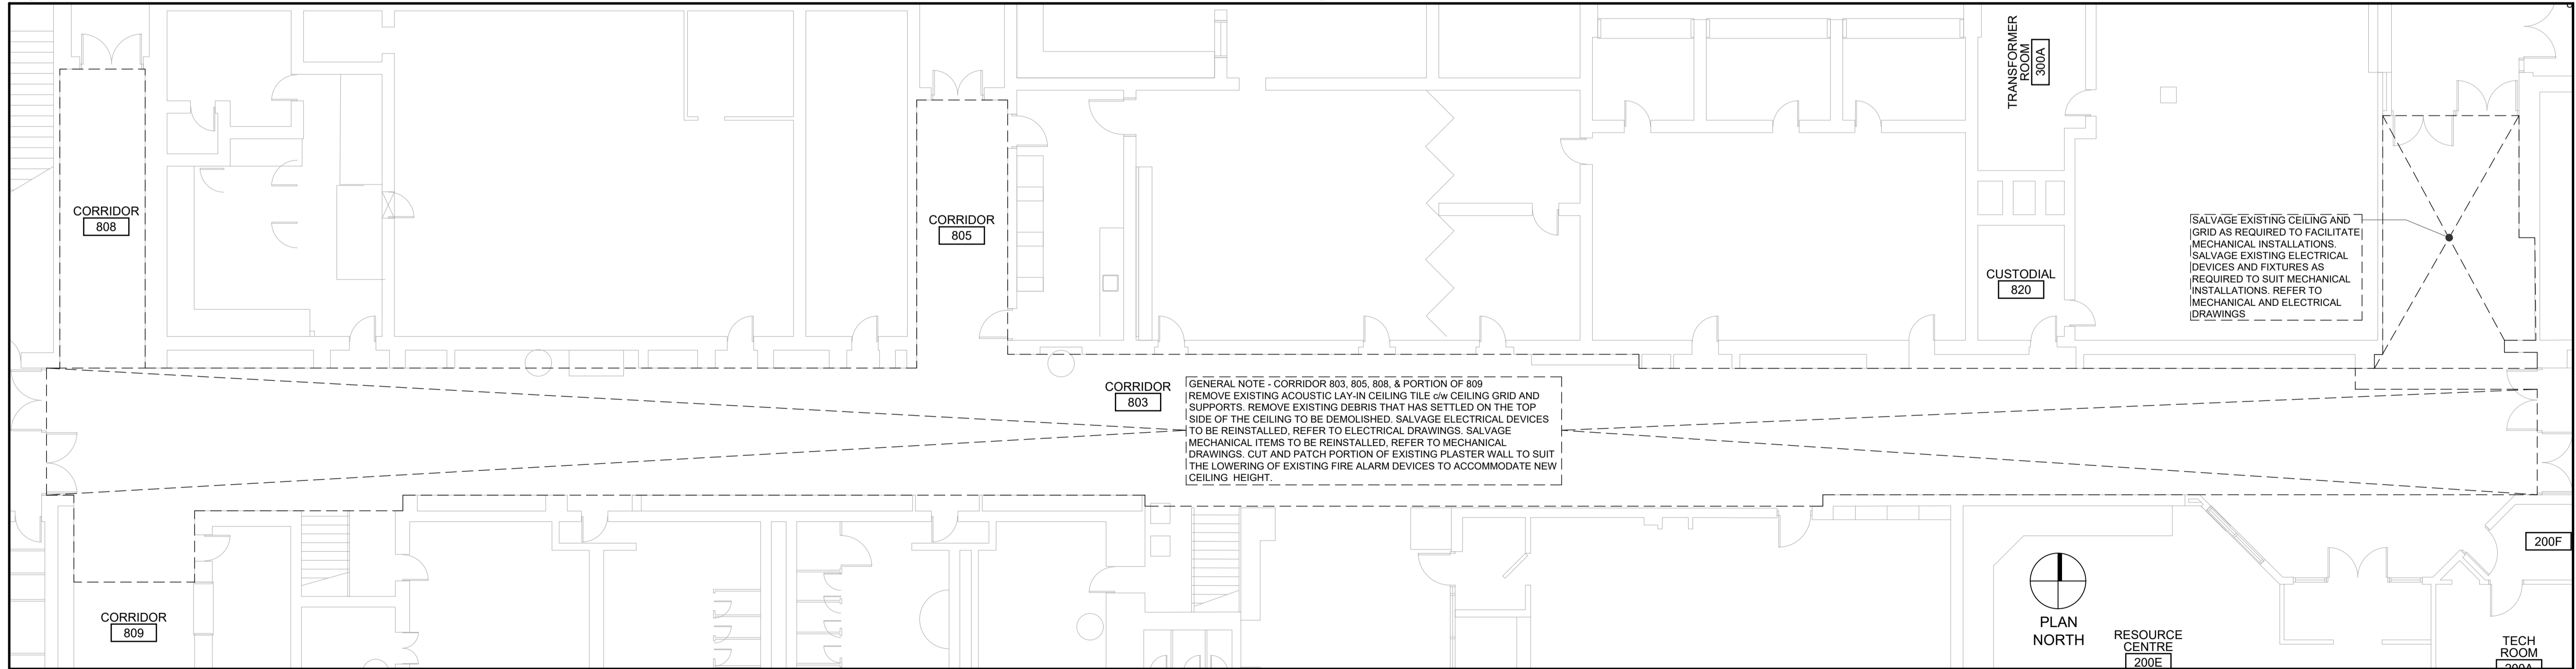 TRANSFORMER
ROOM
300A
CORRIDOR
808
CORRIDOR
805
SALVAGE EXISTING CEILING AND
GRID AS REQUIRED TO FACILITATE
MECHANICAL INSTALLATIONS.
SALVAGE EXISTING ELECTRICAL
DEVICES AND FIXTURES AS
REQUIRED TO SUIT MECHANICAL
INSTALLATIONS. REFER TO
MECHANICAL AND ELECTRICAL
DRAWINGS
CUSTODIAL
820
CORRIDOR
803
GENERAL NOTE - CORRIDOR 803, 805, 808, & PORTION OF 809
REMOVE EXISTING ACOUSTIC LAY-IN CEILING TILE c/w CEILING GRID AND
SUPPORTS. REMOVE EXISTING DEBRIS THAT HAS SETTLED ON THE TOP
SIDE OF THE CEILING TO BE DEMOLISHED. SALVAGE ELECTRICAL DEVICES
TO BE REINSTALLED, REFER TO ELECTRICAL DRAWINGS. SALVAGE
MECHANICAL ITEMS TO BE REINSTALLED, REFER TO MECHANICAL
DRAWINGS. CUT AND PATCH PORTION OF EXISTING PLASTER WALL TO SUIT
THE LOWERING OF EXISTING FIRE ALARM DEVICES TO ACCOMMODATE NEW
CEILING HEIGHT.
200F
CORRIDOR
809
PLAN
NORTH
RESOURCE
CENTRE
200E
TECH
ROOM